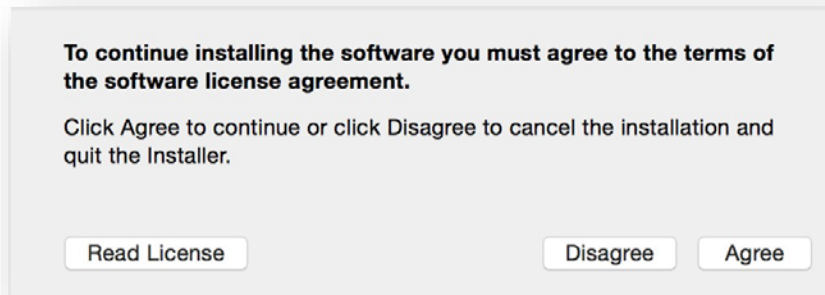 To continue installing the software you must agree to the terms of
the software license agreement.
Click Agree to continue or click Disagree to cancel the installation and
quit the Installer.
Read License
Disagree
Agree